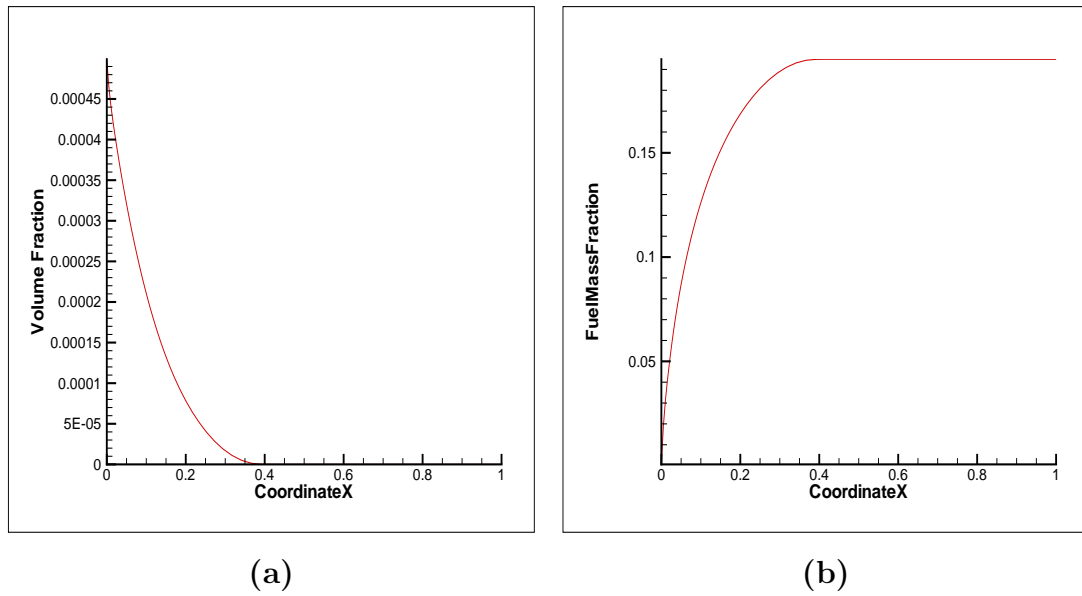 Volume Fraction
0.00045
0.0004
0.00035
0.0003
0.00025
0.0002
0.00015
0.0001
5E-05
0
0 0.2 0.4 0.6 0.8 1
CoordinateX
(a)
FuelMassFraction
0.15
0.1
0.05
0 0.2 0.4 0.6 0.8 1
CoordinateX
(b)